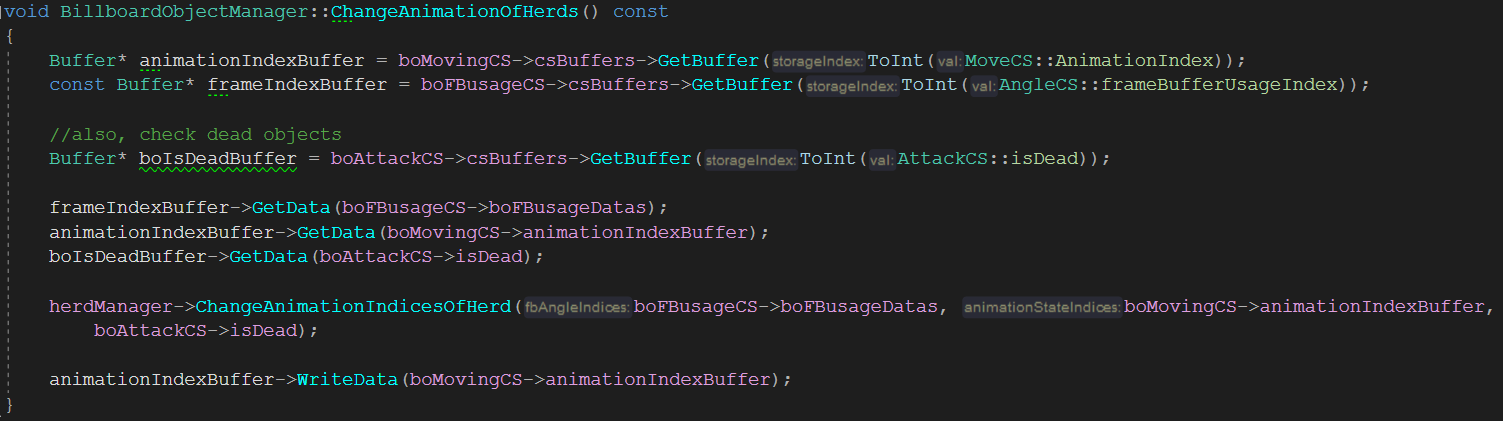 void BillboardObjectManager::ChangeAnimationOfHerds() const
{
Buffer* animationIndexBuffer = boMovingCS->csBuffers->GetBuffer(storageIndex:ToInt(val:MoveCS::AnimationIndex));
const Buffer* frameIndexBuffer = boFBusageCS->csBuffers->GetBuffer(storageIndex:ToInt(val:AngleCS::frameBufferUsageIndex));
//also, check dead objects
Buffer* boIsDeadBuffer = boAttackCS->csBuffers->GetBuffer(storageIndex:ToInt(val:AttackCS::isDead));
frameIndexBuffer->GetData(boFBusageCS->boFBusageDatas);
animationIndexBuffer->GetData(boMovingCS->animationIndexBuffer);
boIsDeadBuffer->GetData(boAttackCS->isDead);
herdManager->ChangeAnimationIndicesOfHerd(fbAngleIndices:boFBusageCS->boFBusageDatas, animationStateIndices:boMovingCS->animationIndexBuffer,
boAttackCS->isDead);
animationIndexBuffer->WriteData(boMovingCS->animationIndexBuffer);
}